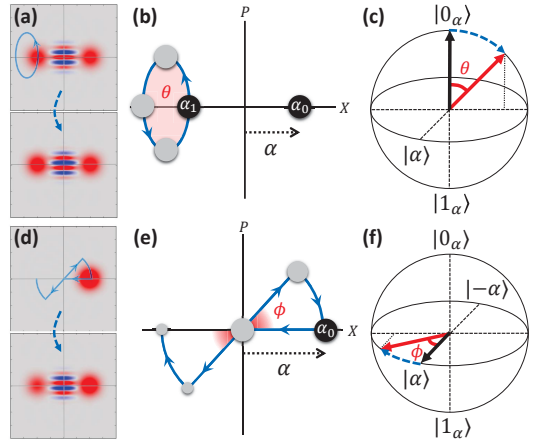 (a)
(b)
P
θ
α₁
α₀
X
α
(c)
|0α⟩
θ
|α⟩
|1α⟩
(d)
(e)
P
ϕ
α₀
X
α
(f)
|0α⟩
|−α⟩
ϕ
|α⟩
|1α⟩